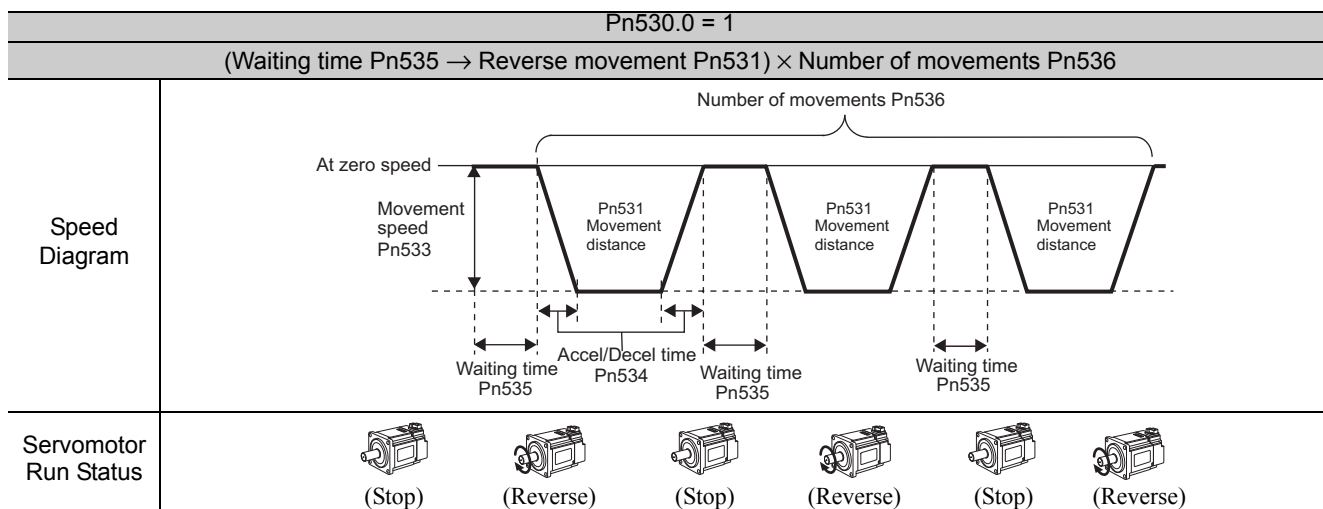 Pn530.0 = 1
(Waiting time Pn535 → Reverse movement Pn531) × Number of movements Pn536
Speed
Diagram
Number of movements Pn536
At zero speed
Movement
speed
Pn533
Pn531
Movement
distance
Pn531
Movement
distance
Pn531
Movement
distance
Waiting time
Pn535
Accel/Decel time
Pn534
Waiting time
Pn535
Waiting time
Pn535
Servomotor
Run Status
(Stop)
(Reverse)
(Stop)
(Reverse)
(Stop)
(Reverse)